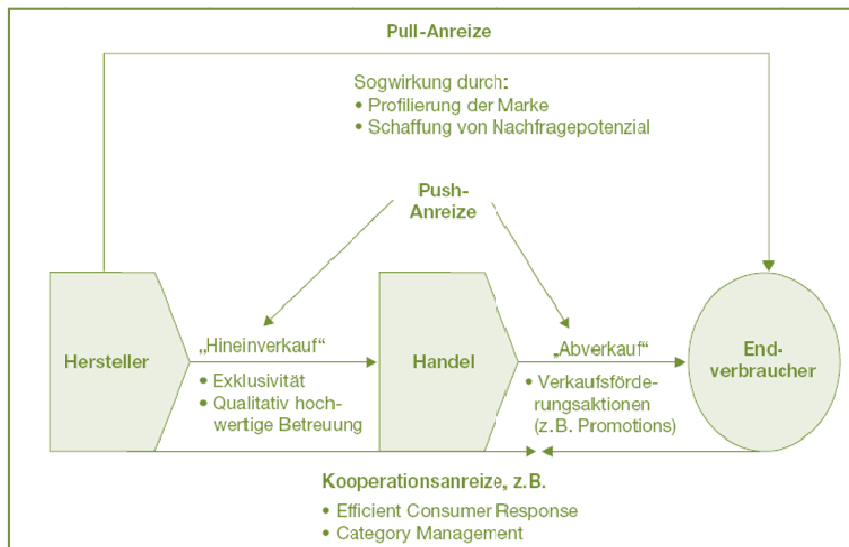 Pull-Anreize
Sogwirkung durch:
• Profilierung der Marke
• Schaffung von Nachfragepotenzial
Push-
Anreize
Hersteller
„Hineinverkauf“
• Exklusivität
• Qualitativ hoch-
wertige Betreuung
Handel
„Abverkauf“
• Verkaufsförde-
rungsaktionen
(z.B. Promotions)
End-
verbraucher
Kooperationsanreize, z.B.
• Efficient Consumer Response
• Category Management